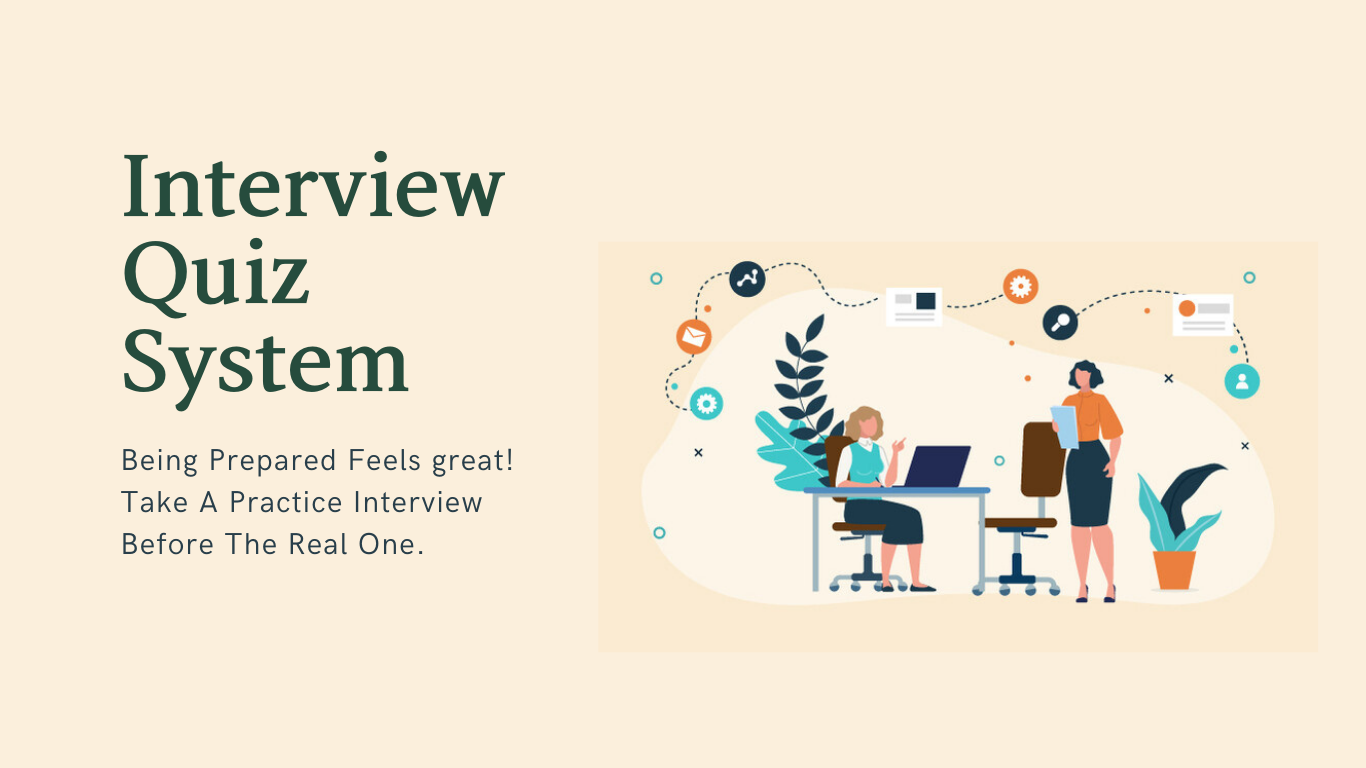 Interview
Quiz
System
Being Prepared Feels great!
Take A Practice Interview
Before The Real One.